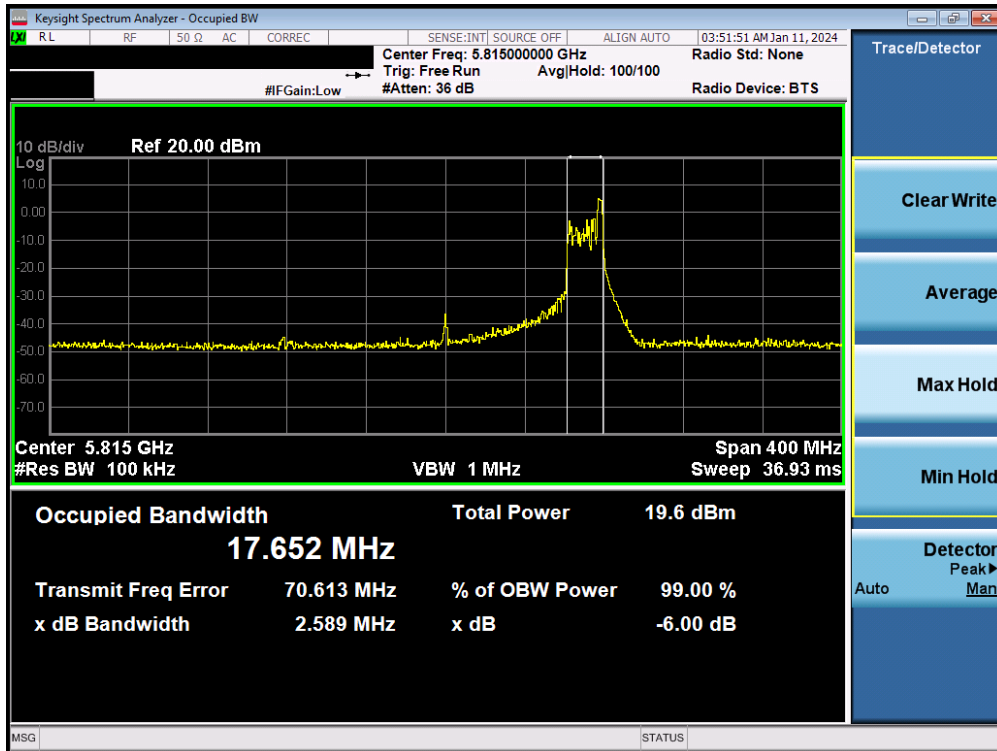 Keysight Spectrum Analyzer - Occupied BW
LXI RL RF 50 Ω AC CORREC SENSE:INT SOURCE OFF ALIGN AUTO 03:51:51 AM Jan 11, 2024
Center Freq: 5.815000000 GHz Radio Std: None
Trig: Free Run Avg|Hold: 100/100
#IFGain:Low #Atten: 36 dB Radio Device: BTS
Trace/Detector
10 dB/div Ref 20.00 dBm
Log
10.0
0.00
-10.0
-20.0
-30.0
-40.0
-50.0
-60.0
-70.0
Center 5.815 GHz Span 400 MHz
#Res BW 100 kHz VBW 1 MHz Sweep 36.93 ms
Occupied Bandwidth Total Power 19.6 dBm
17.652 MHz
Transmit Freq Error 70.613 MHz % of OBW Power 99.00 %
x dB Bandwidth 2.589 MHz x dB -6.00 dB
Clear Write
Average
Max Hold
Min Hold
Detector
Peak▶
Auto Man
MSG STATUS